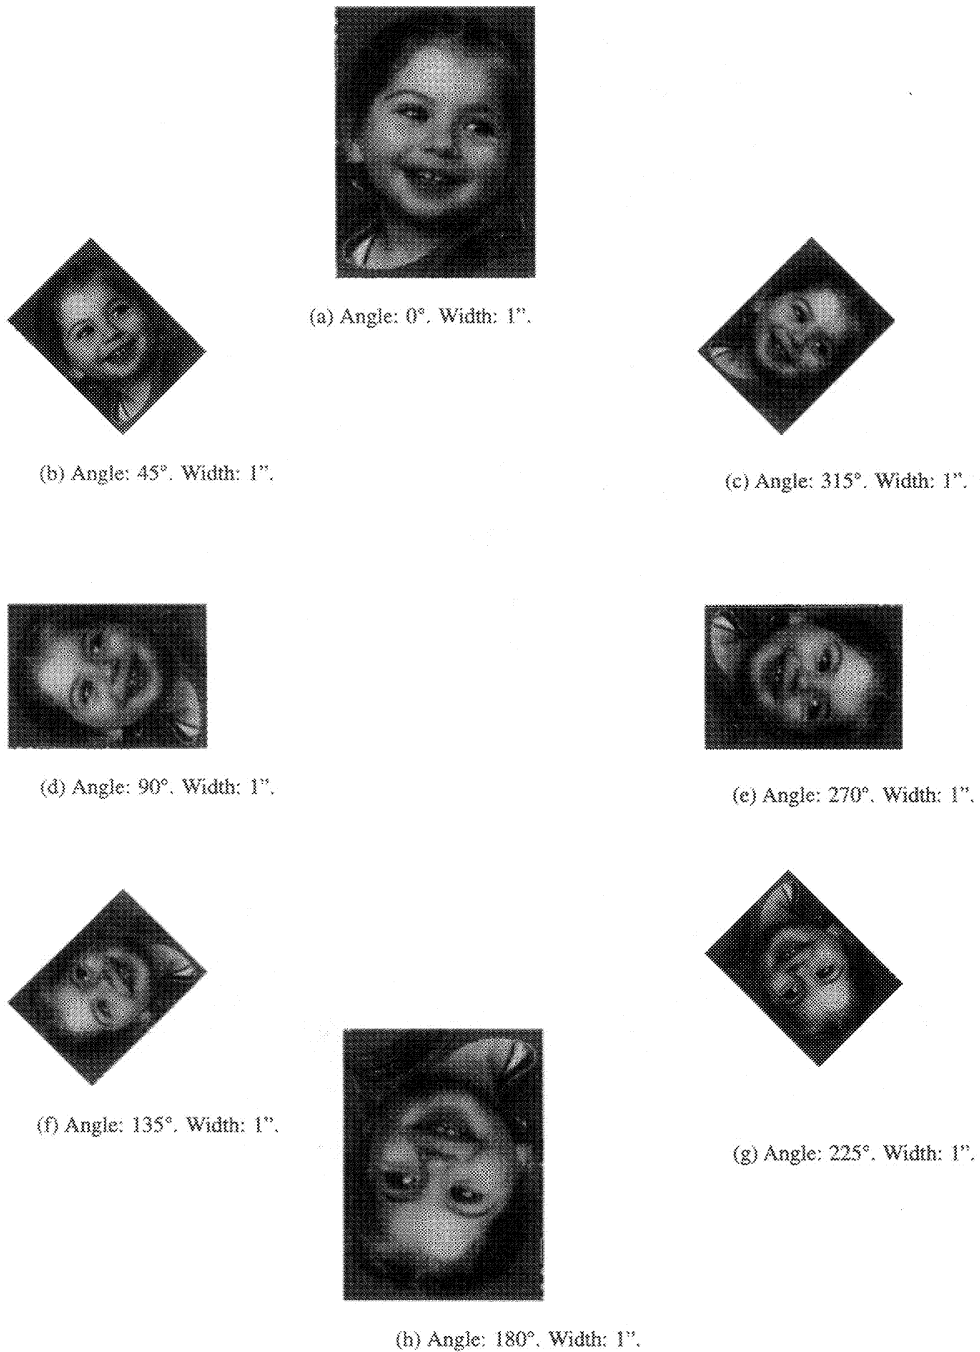 (a) Angle: 0°. Width: 1”.
(b) Angle: 45°. Width: 1”.
(c) Angle: 315°. Width: 1”.
(d) Angle: 90°. Width: 1”.
(e) Angle: 270°. Width: 1”.
(f) Angle: 135°. Width: 1”.
(g) Angle: 225°. Width: 1”.
(h) Angle: 180°. Width: 1”.